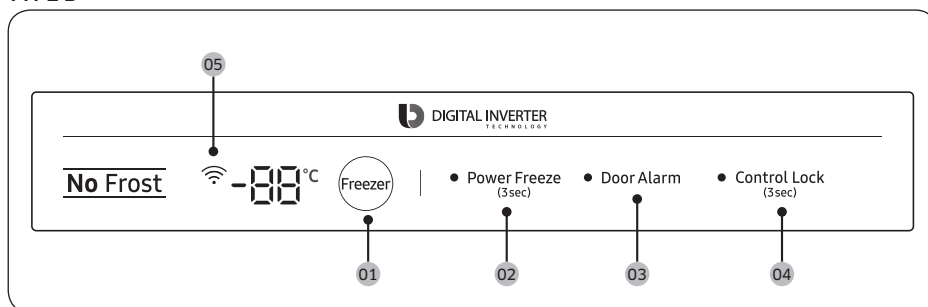 05
DIGITAL INVERTER
TECHNOLOGY
No Frost
-88°C
Freezer
Power Freeze
(3sec)
Door Alarm
Control Lock
(3sec)
01
02
03
04